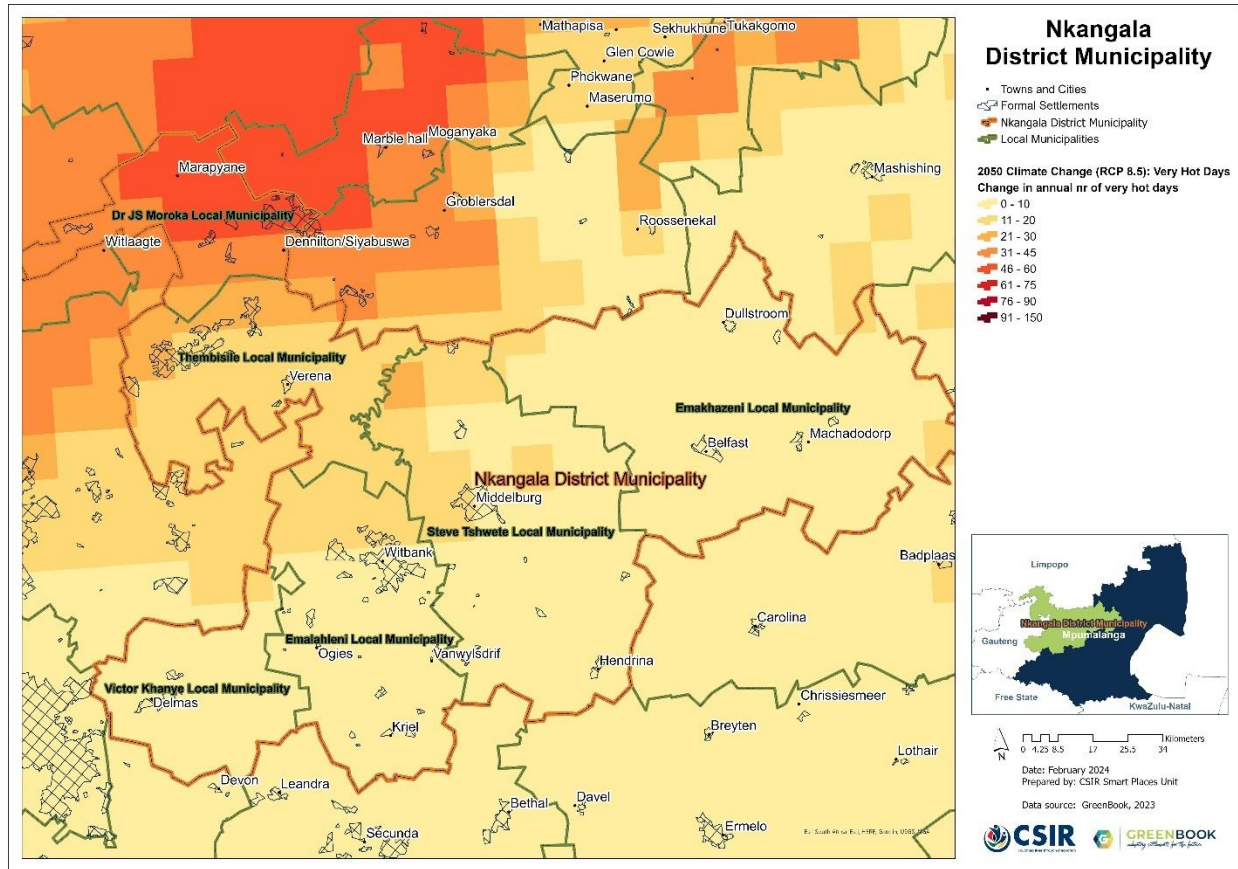 Nkangala
District Municipality
Towns and Cities
Formal Settlements
Nkangala District Municipality
Local Municipalities
2050 Climate Change (RCP 8.5): Very Hot Days
Change in annual nr of very hot days
0 - 10
11 - 20
21 - 30
31 - 45
46 - 60
61 - 75
76 - 90
91 - 150
Mathapisa
Sekhukhune
Tukakgomo
Glen Cowie
Phokwane
Maserumo
Marble hall
Moganyaka
Marapyane
Mashishing
Dr JS Moroka Local Municipality
Groblersdal
Roossenekal
Witlaagte
Dennilton/Siyabuswa
Dullstroom
Thembisile Local Municipality
Verena
Emakhazeni Local Municipality
Belfast
Machadodorp
Nkangala District Municipality
Middelburg
Steve Tshwete Local Municipality
Witbank
Badplaas
Carolina
Emalahleni Local Municipality
Ogies
Vanwylsdrif
Hendrina
Victor Khanye Local Municipality
Delmas
Chrissiesmeer
Kriel
Breyten
Lothair
Devon
Leandra
Bethal
Davel
Secunda
Ermelo
Limpopo
Nkangala District Municipality
Mpumalanga
Gauteng
Free State
KwaZulu-Natal
N
Kilometers
0 4.25 8.5 17 25.5 34
Date: February 2024
Prepared by: CSIR Smart Places Unit
Data source: GreenBook, 2023
CSIR
GREENBOOK